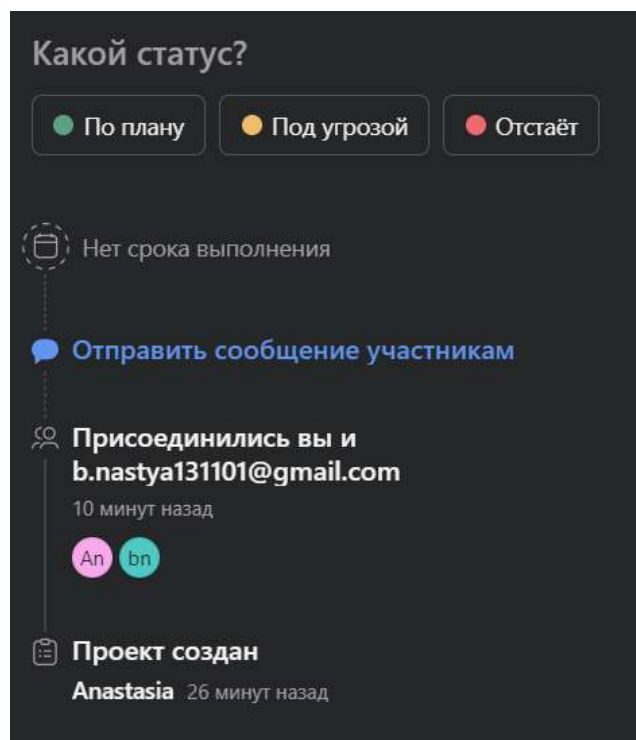 Какой статус?
По плану Под угрозой Отстаёт
Нет срока выполнения
Отправить сообщение участникам
Присоединились вы и
b.nastya131101@gmail.com
10 минут назад
An bn
Проект создан
Anastasia 26 минут назад